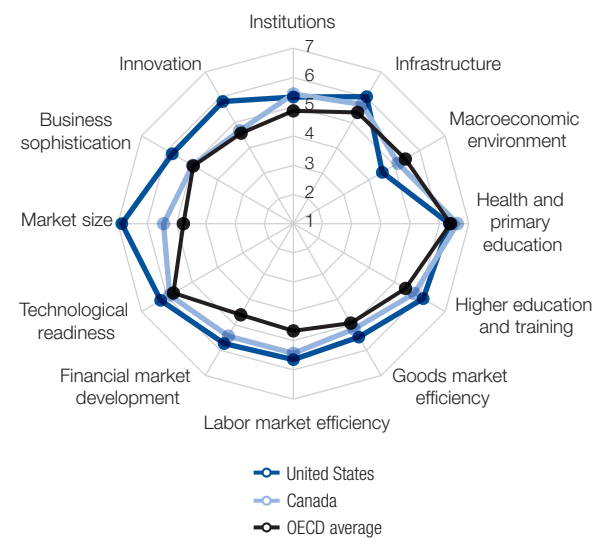 Institutions
7
6
5
4
3
2
1
Innovation
Infrastructure
Business
sophistication
Macroeconomic
environment
Market size
Health and
primary
education
Technological
readiness
Higher education
and training
Financial market
development
Goods market
efficiency
Labor market efficiency
United States
Canada
OECD average